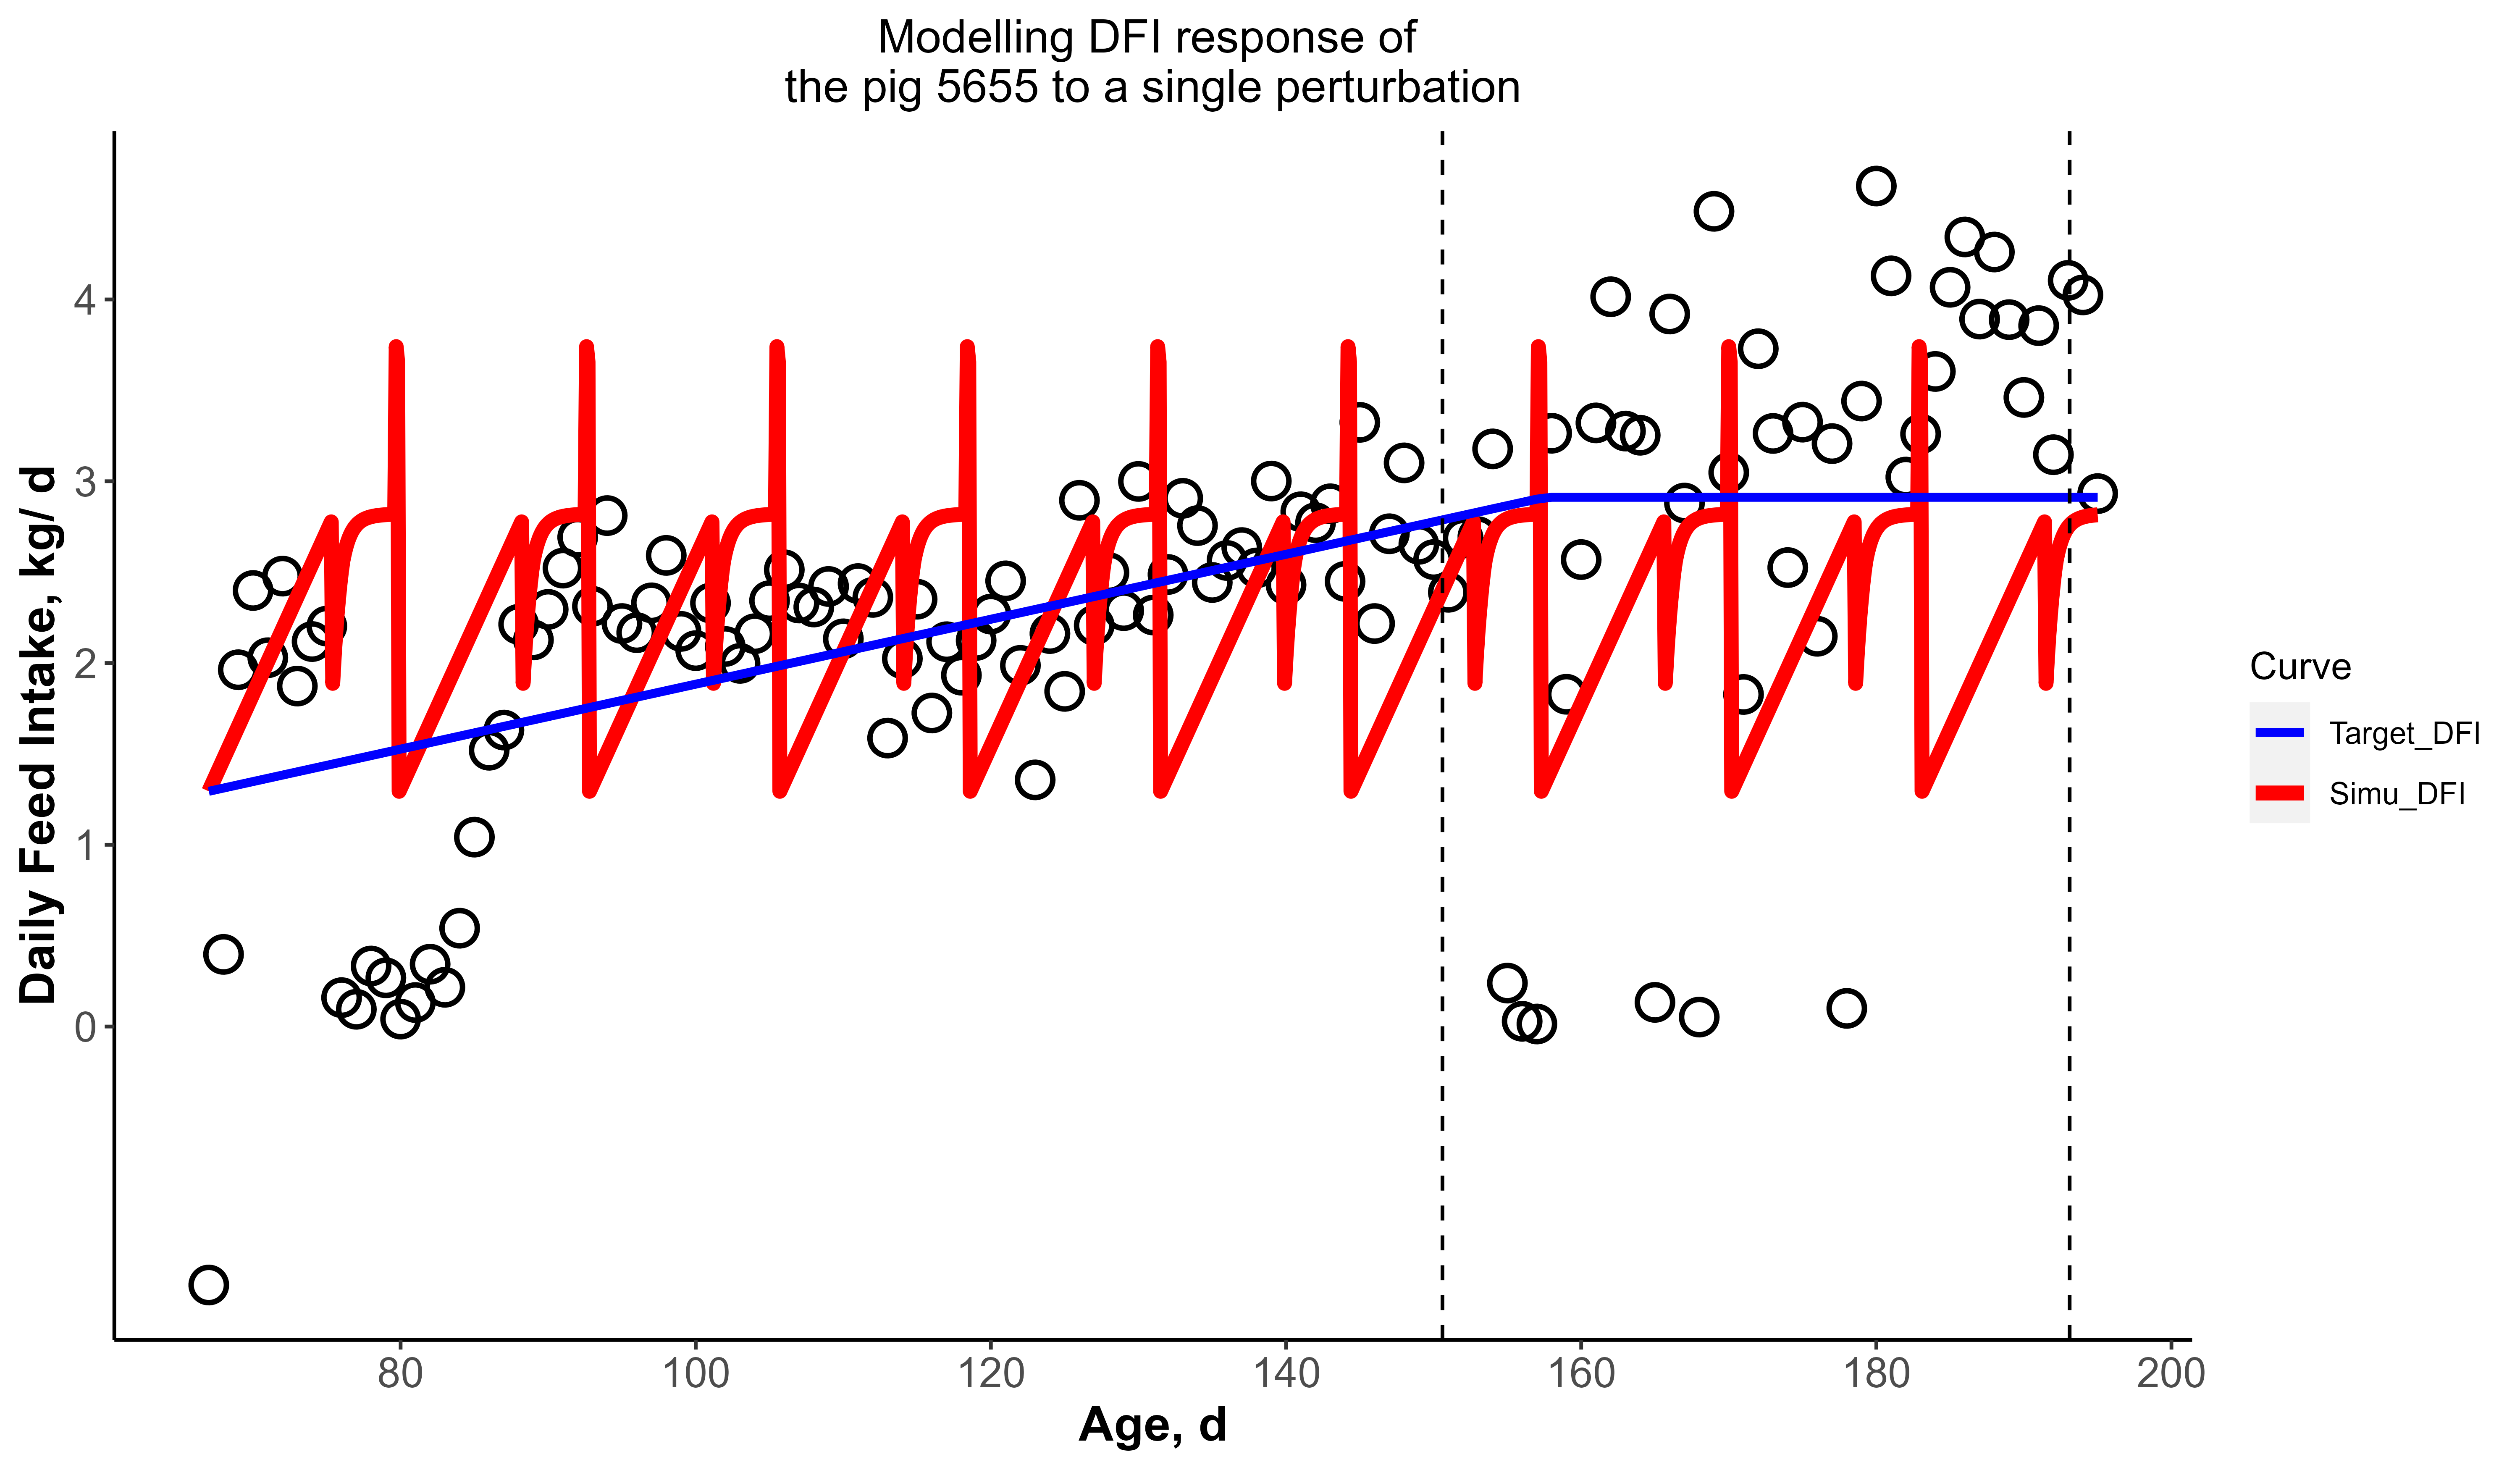 Modelling DFI response of
the pig 5655 to a single perturbation
Daily Feed Intake, kg/ d
4
3
2
1
0
80
100
120
140
160
180
200
Age, d
Curve
Target_DFI
Simu_DFI